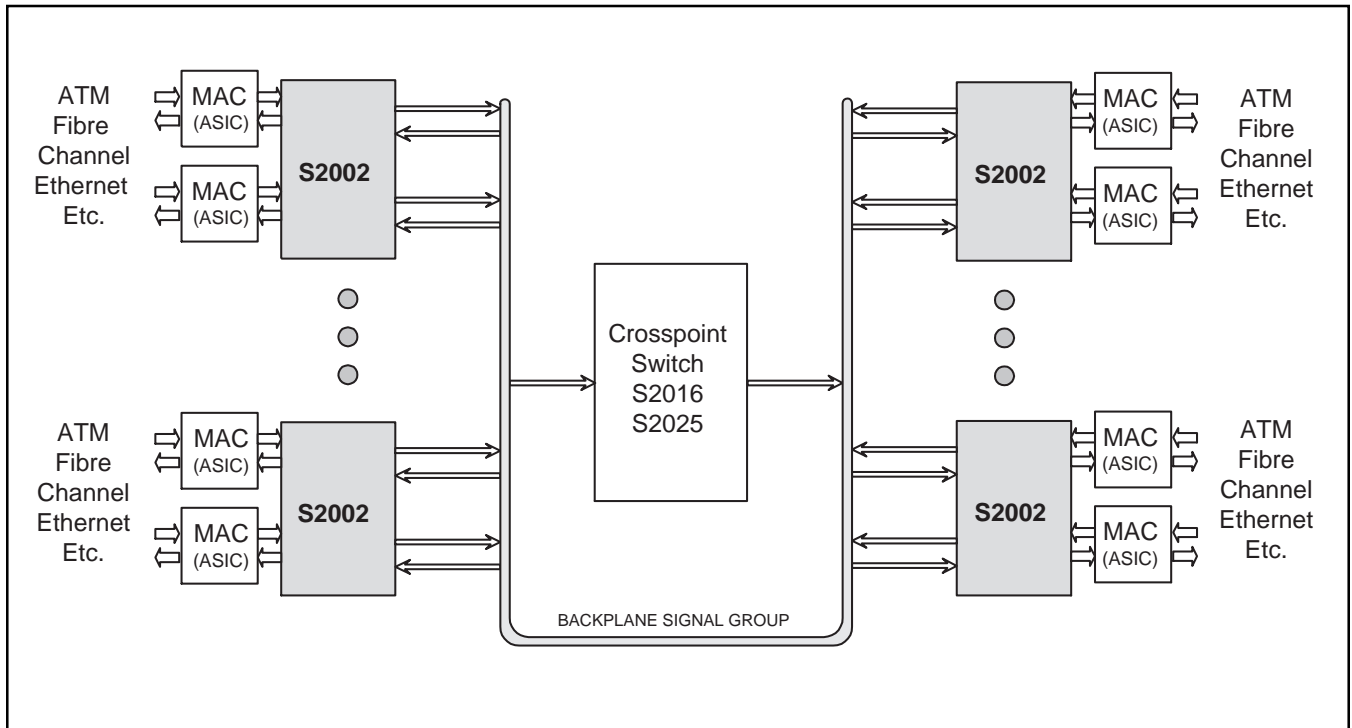 ATM
Fibre
Channel
Ethernet
Etc.
MAC
(ASIC)
MAC
(ASIC)
S2002
S2002
MAC
(ASIC)
MAC
(ASIC)
ATM
Fibre
Channel
Ethernet
Etc.
Crosspoint
Switch
S2016
S2025
ATM
Fibre
Channel
Ethernet
Etc.
MAC
(ASIC)
MAC
(ASIC)
S2002
S2002
MAC
(ASIC)
MAC
(ASIC)
ATM
Fibre
Channel
Ethernet
Etc.
BACKPLANE SIGNAL GROUP